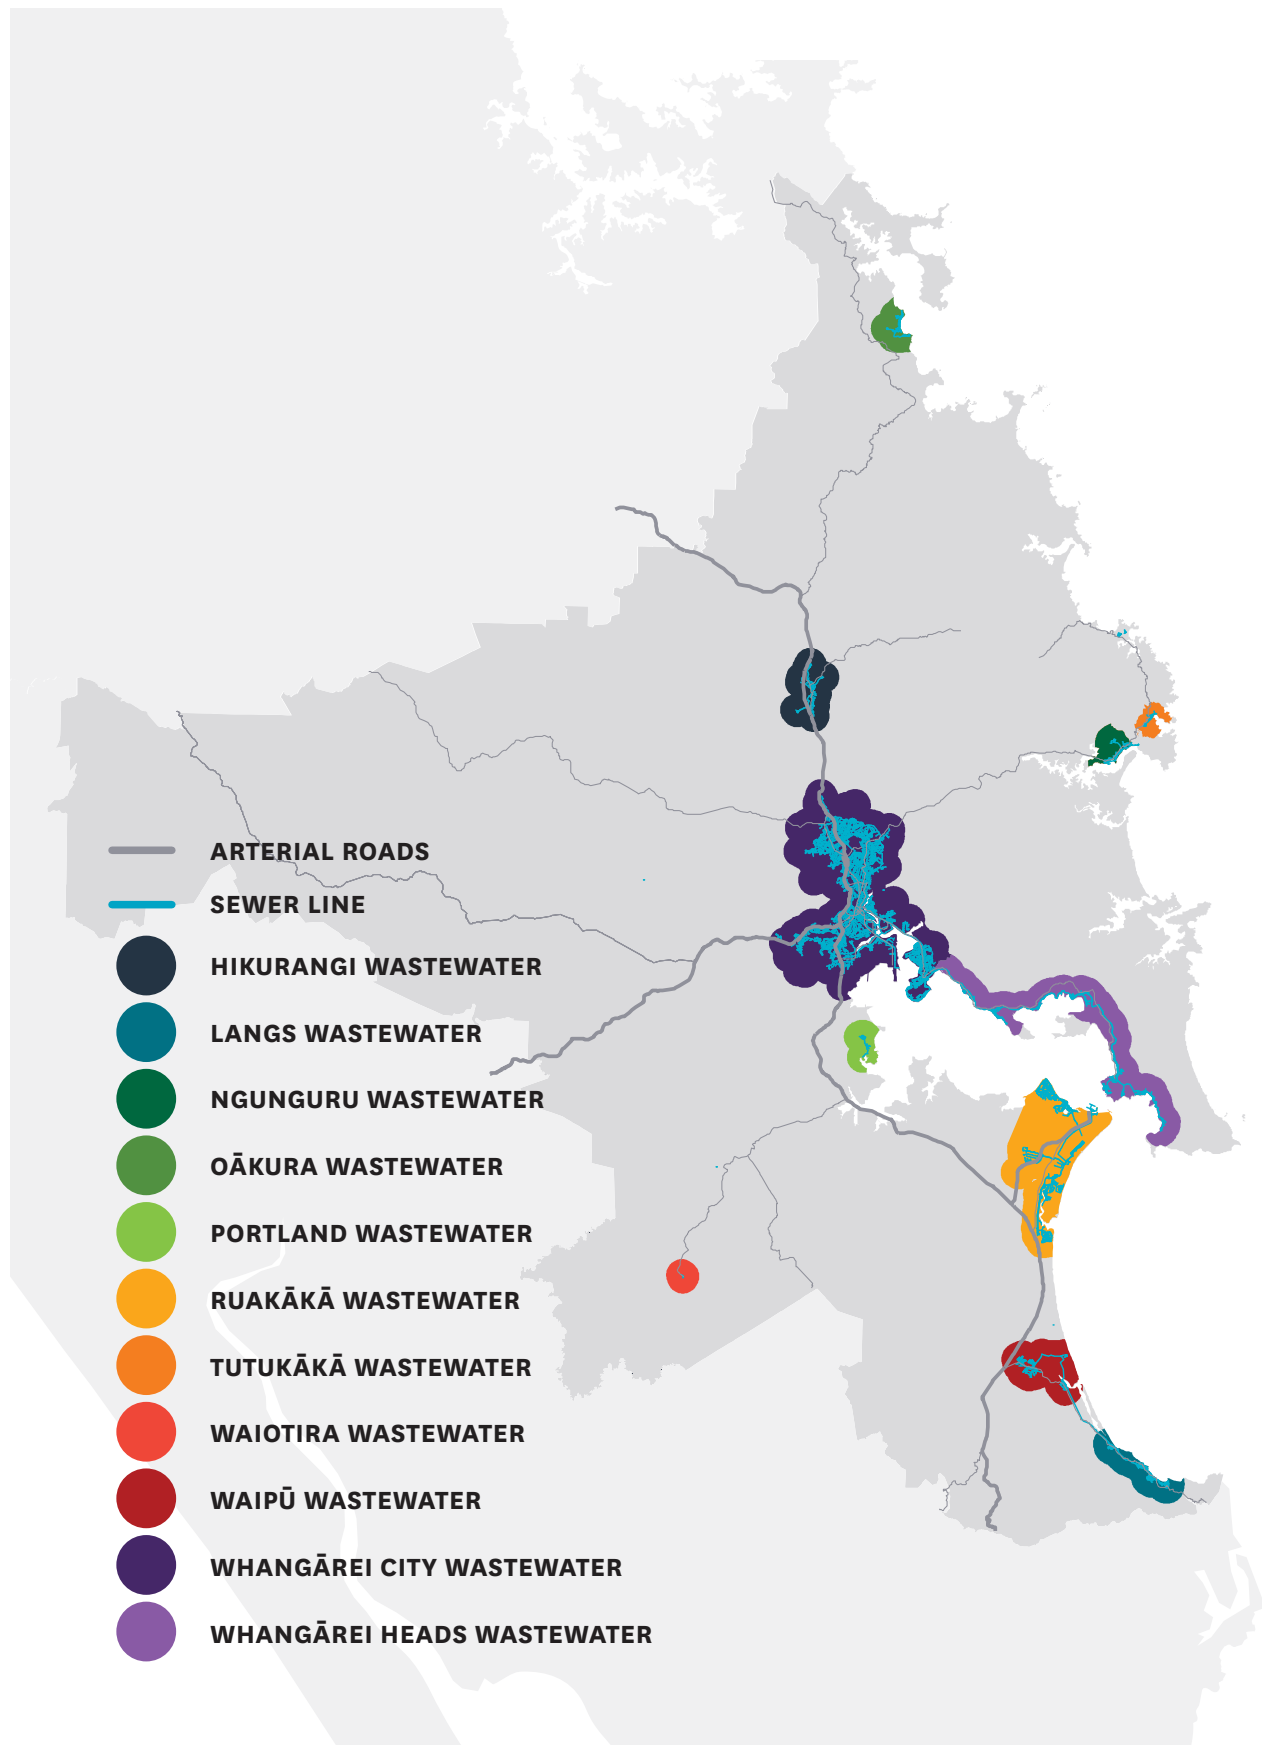 ARTERIAL ROADS
SEWER LINE
HIKURANGI WASTEWATER
LANGS WASTEWATER
NGUNGURU WASTEWATER
OĀKURA WASTEWATER
PORTLAND WASTEWATER
RUAKĀKĀ WASTEWATER
TUTUKĀKĀ WASTEWATER
WAIOTIRA WASTEWATER
WAIPŪ WASTEWATER
WHANGĀREI CITY WASTEWATER
WHANGĀREI HEADS WASTEWATER